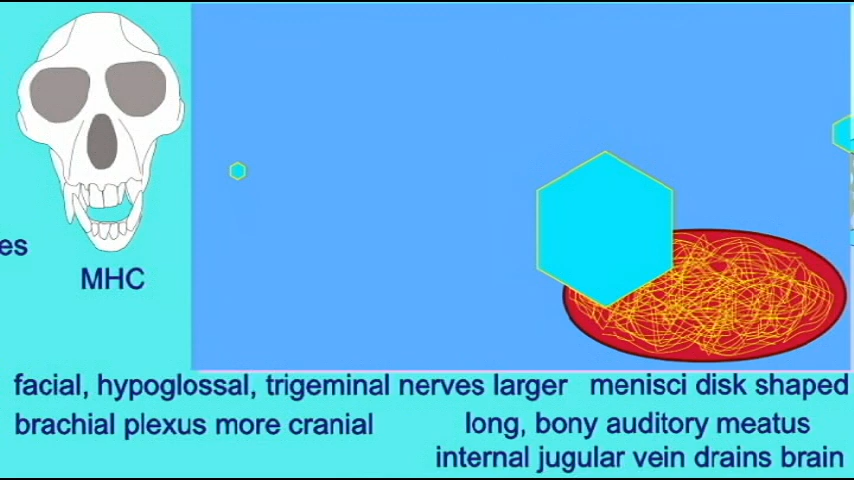 es
MHC
facial, hypoglossal, trigeminal nerves larger menisci disk shaped
brachial plexus more cranial long, bony auditory meatus
internal jugular vein drains brain